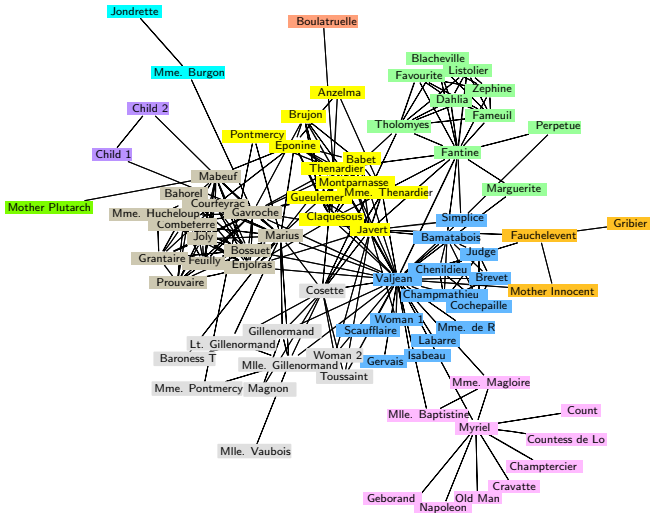 Jondrette
Boulatruelle
Blacheville
Mme. Burgon
Favourite
Listolier
Zephine
Anzelma
Dahlia
Child 2
Brujon
Fameuil
Tholomyes
Perpetue
Pontmercy
Eponine
Child 1
Babet
Fantine
Thenardier
Mabeuf
Montparnasse
Marguerite
Bahorel
Gueulemer
Mme. Thenardier
Mother Plutarch
Courfeyrac
Mme. Hucheloup
Gavroche
Claquesous
Simplice
Combeferre
Gribier
Joly
Marius
Javert
Bamatabois
Fauchelevent
Bossuet
Judge
Grantaire
Feuilly
Enjolras
Chenildieu
Prouvaire
Valjean
Brevet
Cosette
Champmathieu
Mother Innocent
Cochepaille
Gillenormand
Scaufflaire
Woman 1
Mme. de R
Lt. Gillenormand
Labarre
Baroness T
Woman 2
Isabeau
Mlle. Gillenormand
Gervais
Toussaint
Mme. Magloire
Mme. Pontmercy
Magnon
Mlle. Baptistine
Count
Myriel
Countess de Lo
Mlle. Vaubois
Champtercier
Cravatte
Geborand
Old Man
Napoleon